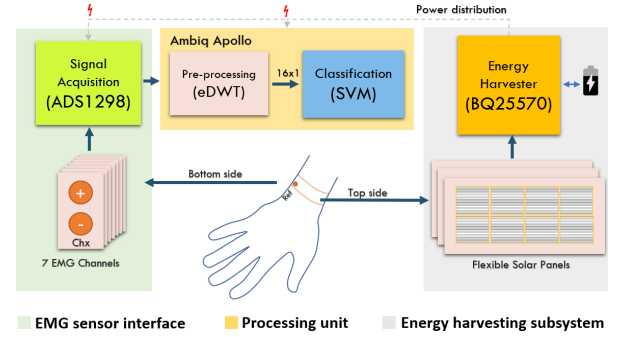 Power distribution
Signal
Acquisition
(ADS1298)
Ambiq Apollo
Pre-processing
(eDWT)
16x1
Classification
(SVM)
Energy
Harvester
(BQ25570)
Bottom side
Ref
Top side
+
-
Chx
7 EMG Channels
Flexible Solar Panels
EMG sensor interface
Processing unit
Energy harvesting subsystem